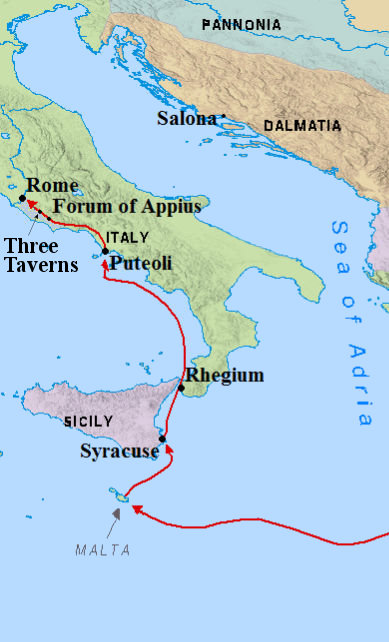 PANNONIA
Salona
DALMATIA
Rome
Forum of Appius
Three
Taverns
ITALY
Puteoli
Sea of Adria
Rhegium
SICILY
Syracuse
MALTA